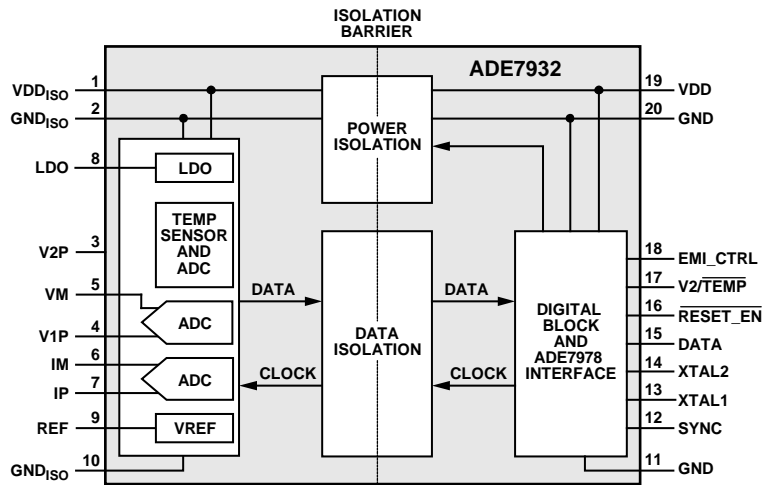 ISOLATION
BARRIER
ADE7932
1
VDDISO
2
GNDISO
8
LDO
3
V2P
5
VM
4
V1P
6
IM
7
IP
9
REF
10
GNDISO
LDO
TEMP
SENSOR
AND
ADC
ADC
ADC
VREF
POWER
ISOLATION
DATA
DATA
DATA
ISOLATION
CLOCK
CLOCK
DIGITAL
BLOCK
AND
ADE7978
INTERFACE
19
VDD
20
GND
18
EMI_CTRL
17
V2/TEMP
16
RESET_EN
15
DATA
14
XTAL2
13
XTAL1
12
SYNC
11
GND